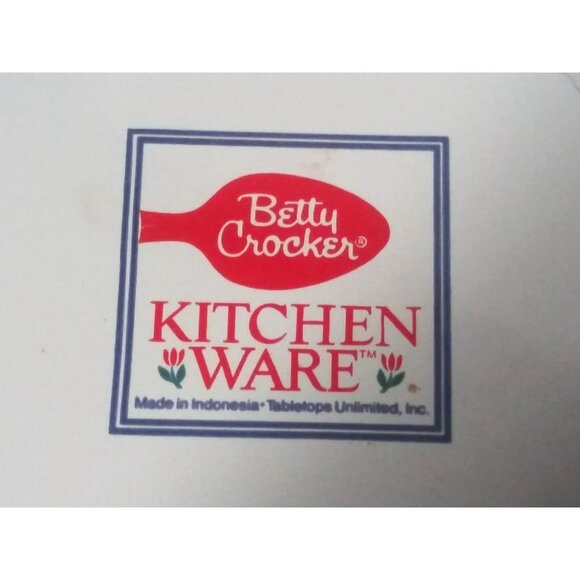 Betty
Crocker®
KITCHEN
WARE™
Made in Indonesia • Tabletops Unlimited, Inc.